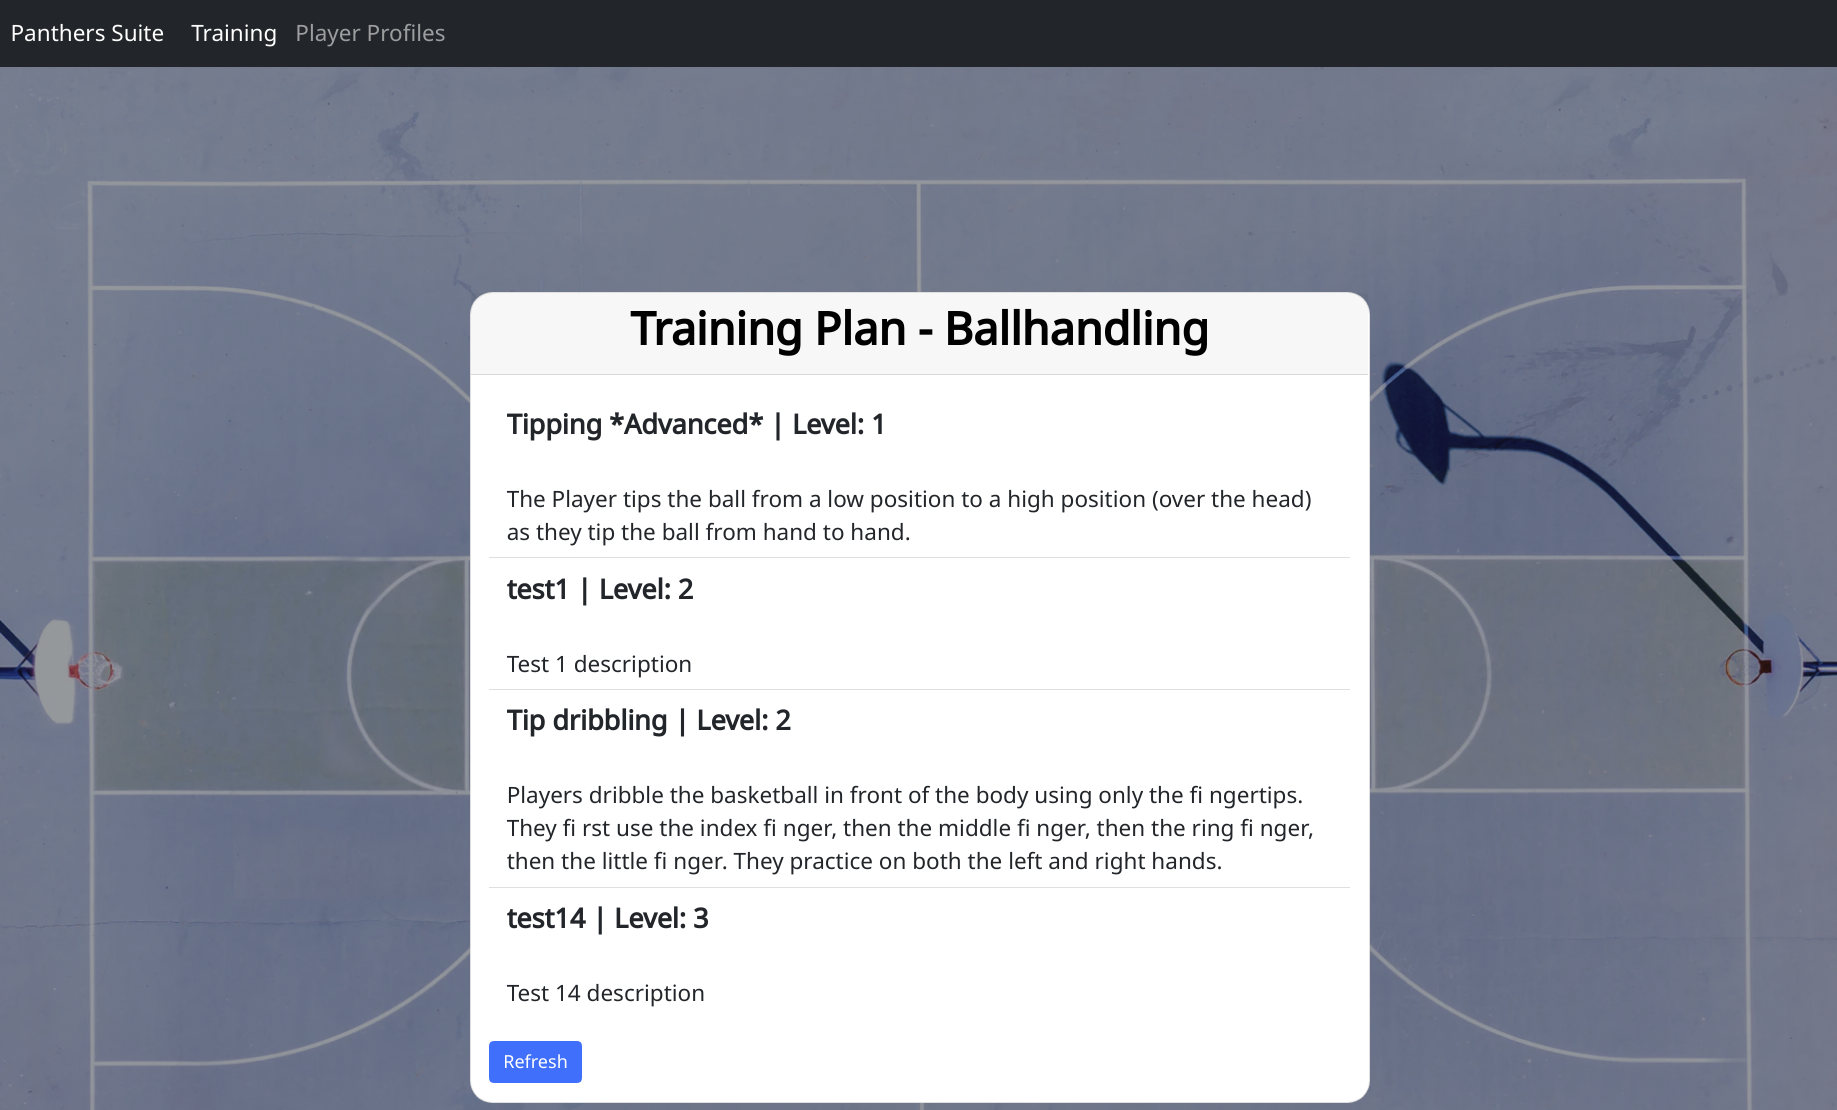 Panthers Suite Training Player Profiles
Training Plan - Ballhandling
Tipping *Advanced* | Level: 1
The Player tips the ball from a low position to a high position (over the head)
as they tip the ball from hand to hand.
test1 | Level: 2
Test 1 description
Tip dribbling | Level: 2
Players dribble the basketball in front of the body using only the fi ngertips.
They fi rst use the index fi nger, then the middle fi nger, then the ring fi nger,
then the little fi nger. They practice on both the left and right hands.
test14 | Level: 3
Test 14 description
Refresh